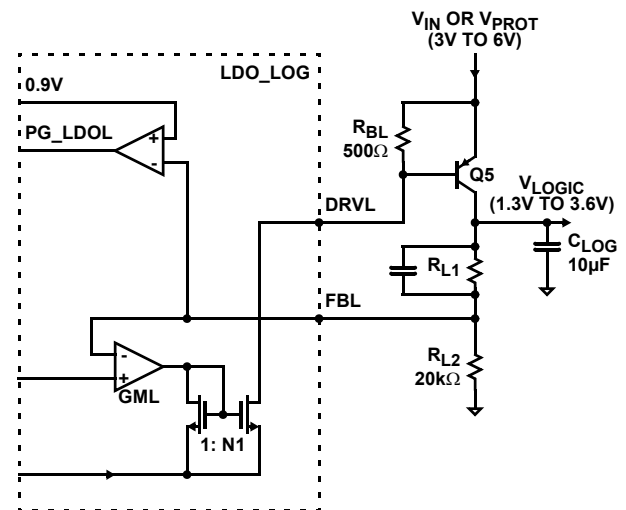 V_IN OR V_PROT
(3V TO 6V)
LDO_LOG
0.9V
PG_LDOL
+
-
R_BL
500Ω
Q5
DRVL
V_LOGIC
(1.3V TO 3.6V)
C_LOG
10µF
R_L1
FBL
-
+
GML
R_L2
20kΩ
1: N1